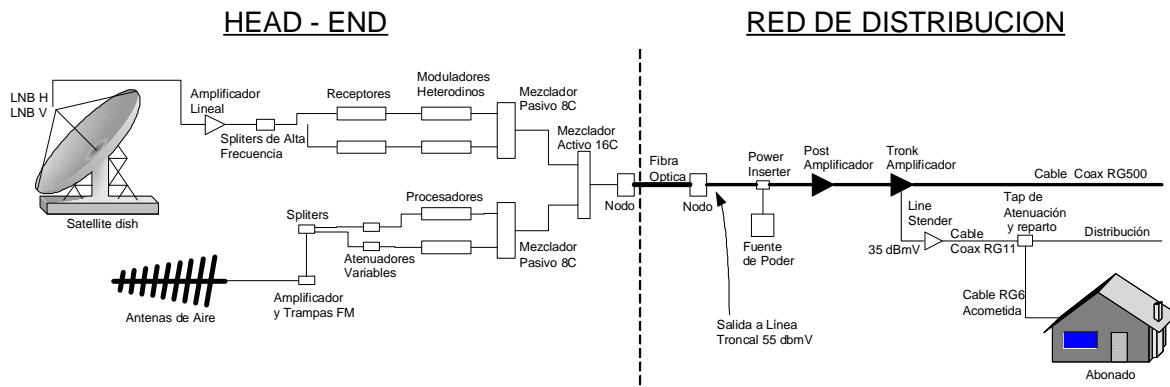 HEAD - END
RED DE DISTRIBUCION
LNB H
LNB V
Satellite dish
Amplificador
Lineal
Spliters de Alta
Frecuencia
Receptores
Moduladores
Heterodinos
Mezclador
Pasivo 8C
Mezclador
Activo 16C
Antenas de Aire
Amplificador
y Trampas FM
Spliters
Atenuadores
Variables
Procesadores
Mezclador
Pasivo 8C
Nodo
Fibra
Optica
Nodo
Salida a Línea
Troncal 55 dbmV
Power
Inserter
Fuente
de Poder
Post
Amplificador
Tronk
Amplificador
Cable Coax RG500
Line
Stender
35 dBmV
Cable
Coax RG11
Tap de
Atenuación
y reparto
Distribución
Cable RG6
Acometida
Abonado